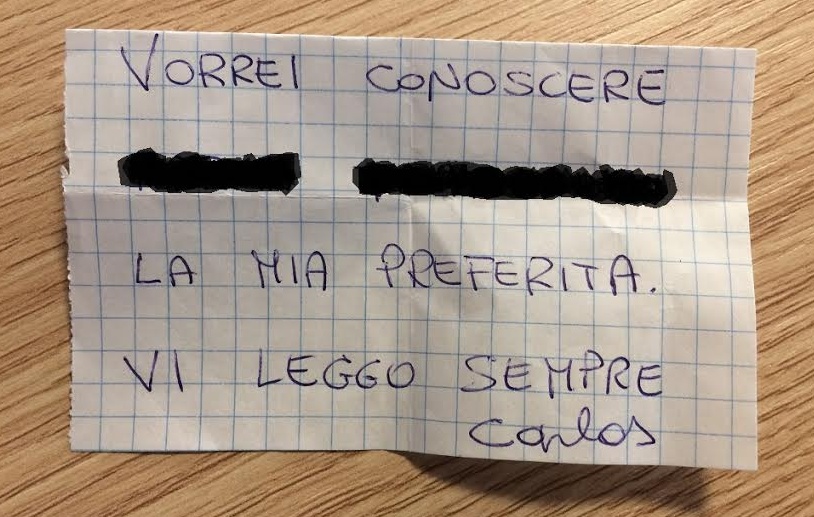 VORREI CONOSCERE
LA MIA PREFERITA.
VI LEGGO SEMPRE
Carlos